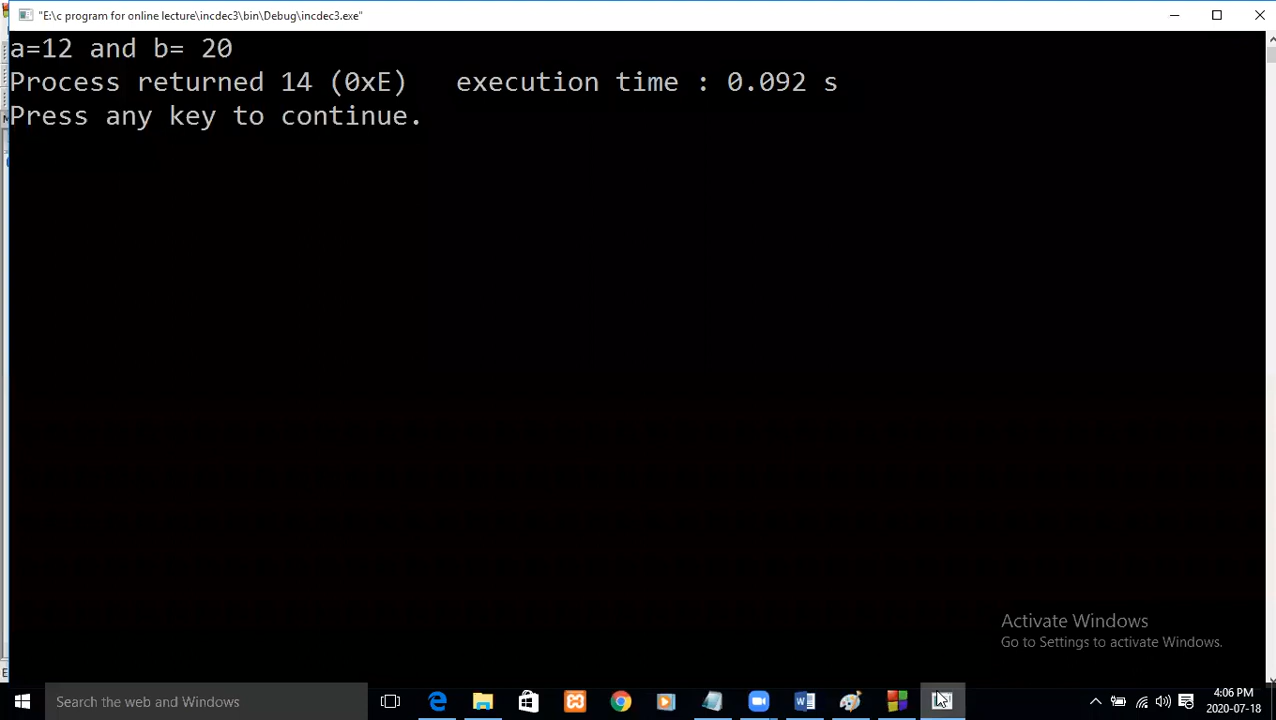 "E:\c program for online lecture\incdec3\bin\Debug\incdec3.exe"
a=12 and b= 20
Process returned 14 (0xE)   execution time : 0.092 s
Press any key to continue.
Activate Windows
Go to Settings to activate Windows.
Search the web and Windows
4:06 PM
2020-07-18